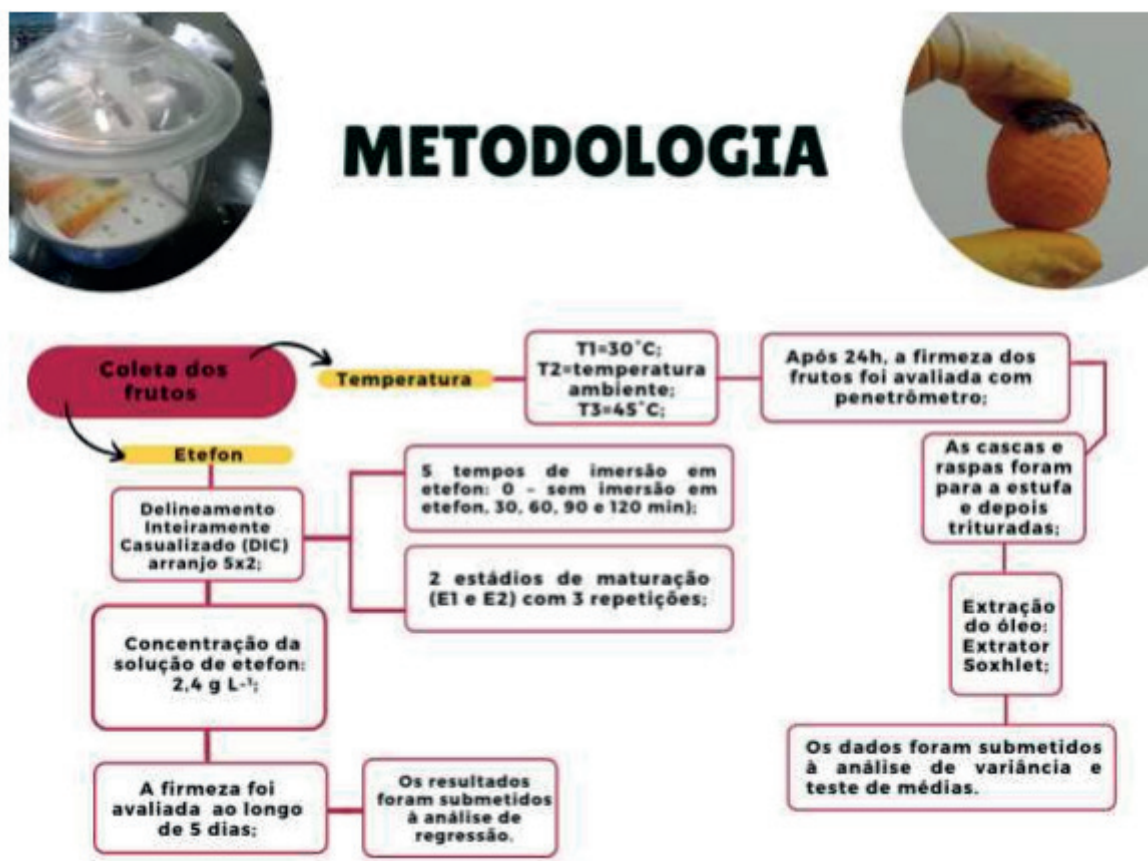 METODOLOGIA
Coleta dos
frutos
Temperatura
T1=30°C;
T2=temperatura
ambiente;
T3=45°C;
Após 24h, a firmeza dos
frutos foi avaliada com
penetrômetro;
As cascas e
raspas foram
para a estufa
e depois
trituradas;
Extração
do óleo:
Extrator
Soxhlet;
Os dados foram submetidos
à análise de variância e
teste de médias.
Etefon
Delineamento
Inteiramente
Casualizado (DIC)
arranjo 5x2;
5 tempos de imersão em
etefon: 0 – sem imersão em
etefon, 30, 60, 90 e 120 min);
2 estádios de maturação
(E1 e E2) com 3 repetições;
Concentração da
solução de etefon:
2,4 g L-¹;
A firmeza foi
avaliada ao longo
de 5 dias;
Os resultados
foram submetidos
à análise de
regressão.